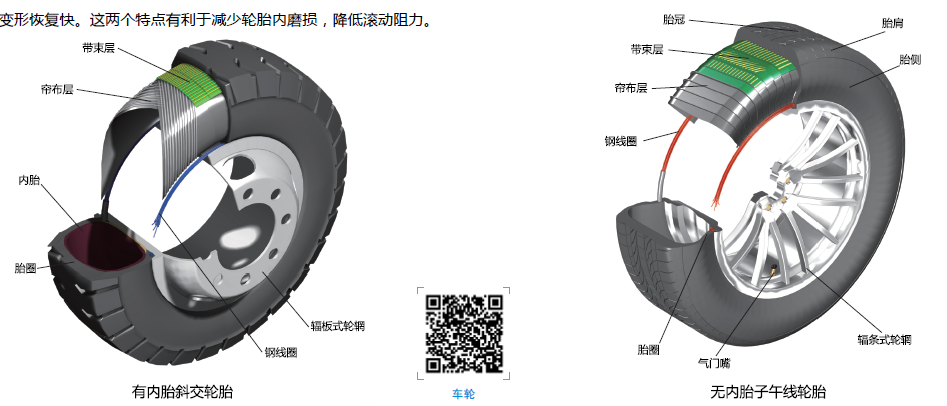 变形恢复快。这两个特点有利于减少轮胎内磨损，降低滚动阻力。
带束层
帘布层
内胎
胎圈
辐板式轮辋
钢线圈
有内胎斜交轮胎
车轮
胎冠
胎肩
带束层
胎侧
帘布层
钢线圈
胎圈
气门嘴
辐条式轮辋
无内胎子午线轮胎